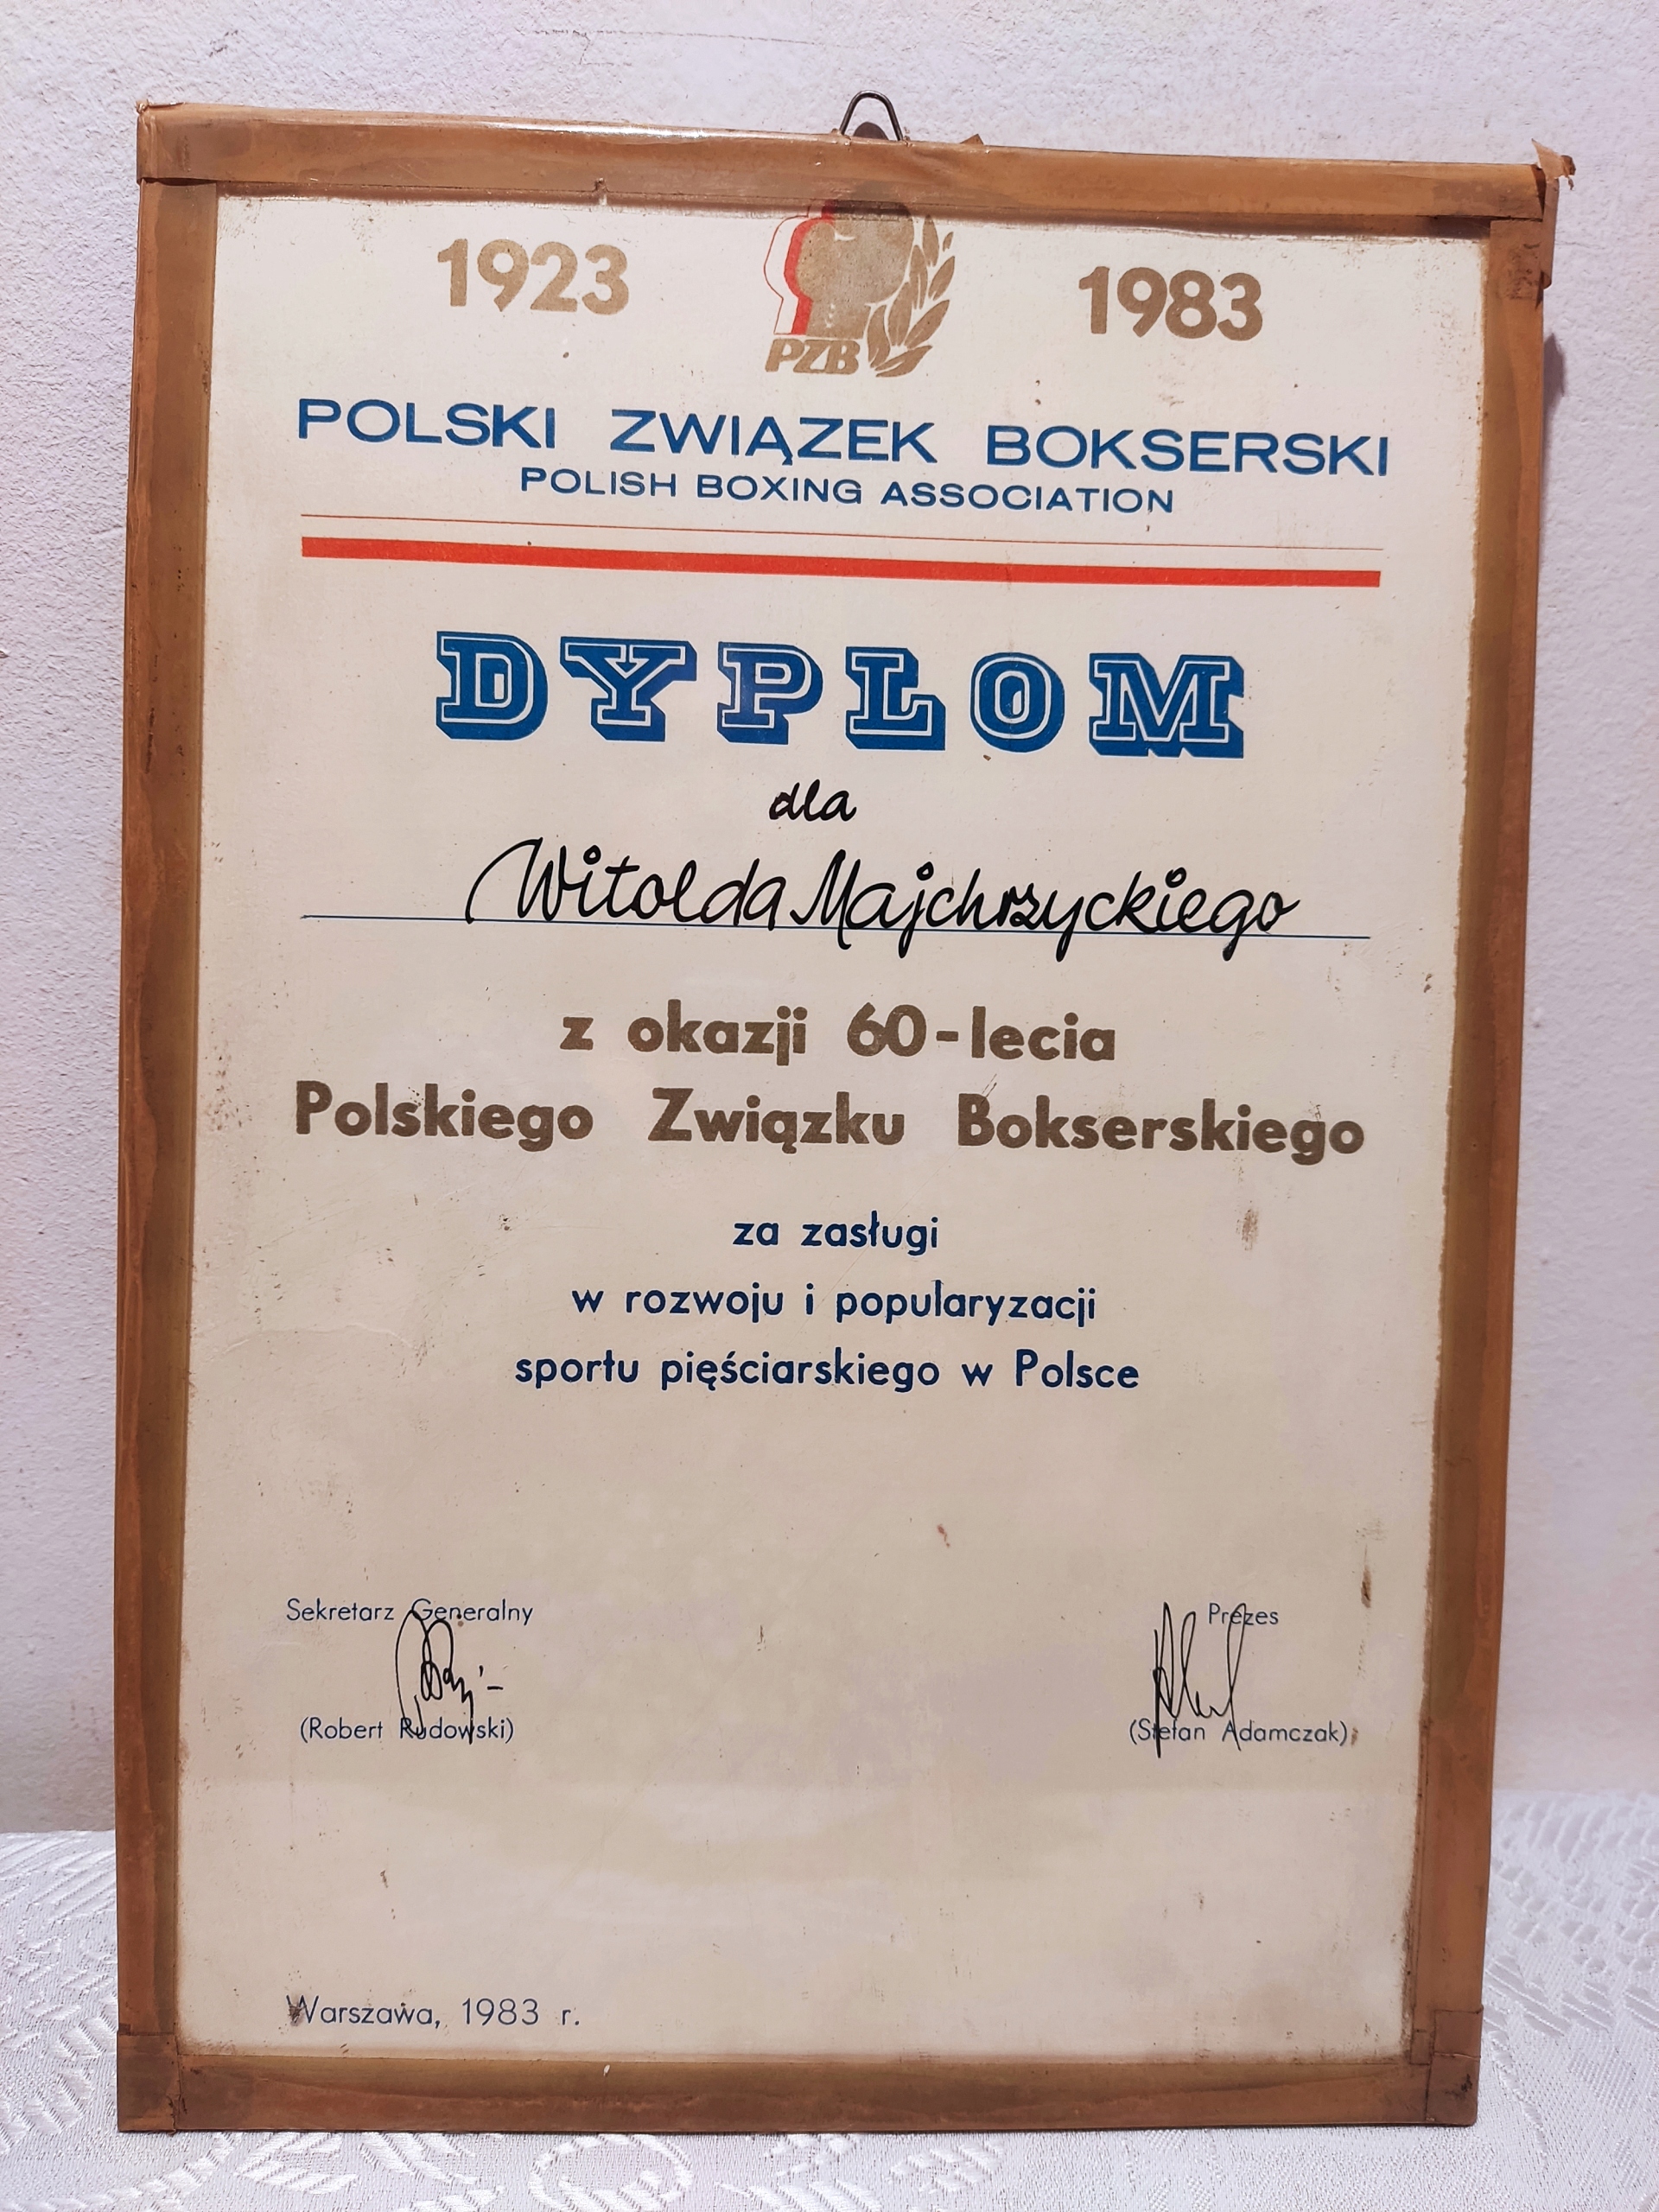 1923 1983
PZB
POLSKI ZWIĄZEK BOKSERSKI
POLISH BOXING ASSOCIATION
DYPLOM
dla
Witolda Majchrzyckiego
z okazji 60-lecia
Polskiego Związku Bokserskiego
za zasługi
w rozwoju i popularyzacji
sportu pięściarskiego w Polsce
Sekretarz Generalny Prezes
(Robert Rudowski) (Stefan Adamczak)
Warszawa, 1983 r.